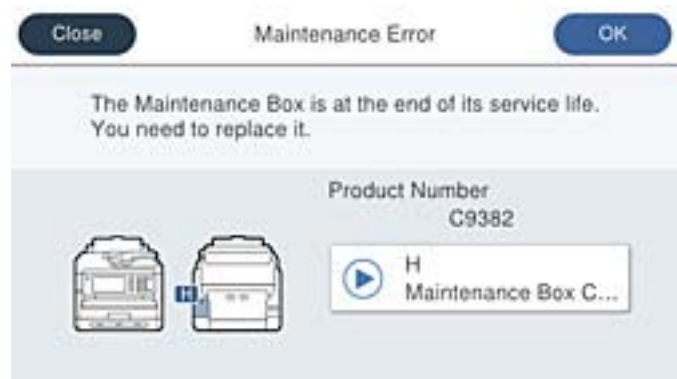 Close
Maintenance Error
OK
The Maintenance Box is at the end of its service life.
You need to replace it.
Product Number
C9382
H
H
Maintenance Box C...